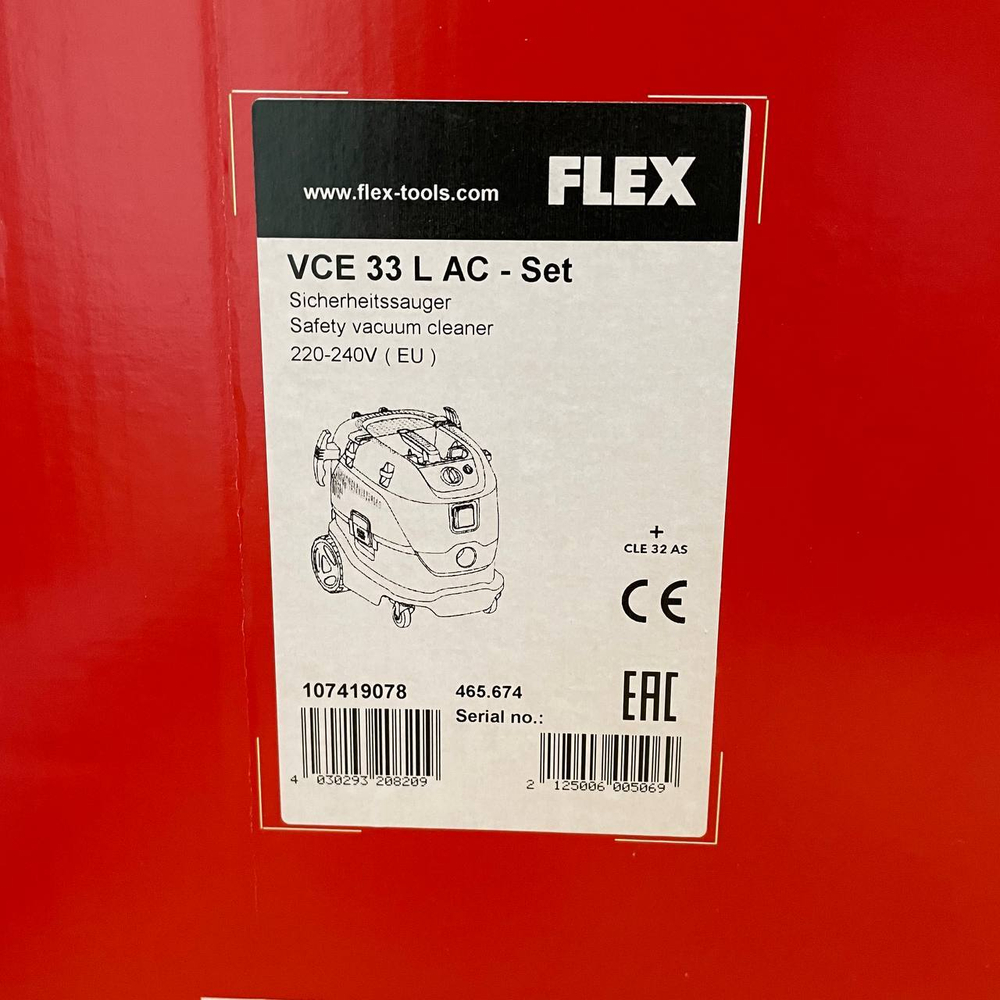 www.flex-tools.com
FLEX
VCE 33 L AC - Set
Sicherheitssauger
Safety vacuum cleaner
220-240V ( EU )
+
CLE 32 AS
CE
EAC
107419078
465.674
Serial no.:
4 030293 208209
2 125006 005069